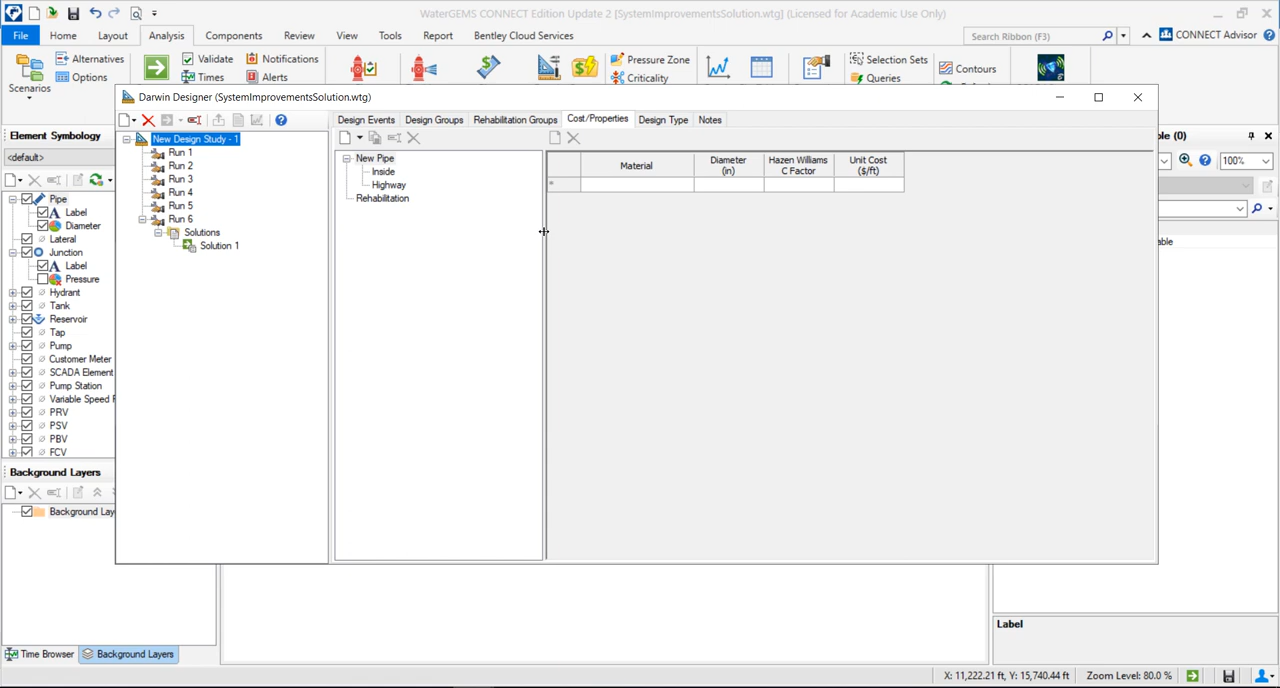 WaterGEMS CONNECT Edition Update 2 [SystemImprovementsSolution.wtg] (Licensed for Academic Use Only)
File Home Layout Analysis Components Review View Tools Report Bentley Cloud Services Search Ribbon (F3) CONNECT Advisor
Scenarios Alternatives Options Validate Times Notifications Alerts Pressure Zone Criticality Selection Sets Queries Contours
Darwin Designer (SystemImprovementsSolution.wtg)
New Design Study - 1
Run 1
Run 2
Run 3
Run 4
Run 5
Run 6
Solutions
Solution 1
Design Events Design Groups Rehabilitation Groups Cost/Properties Design Type Notes
New Pipe
Inside
Highway
Rehabilitation
Material Diameter (in) Hazen Williams C Factor Unit Cost ($/ft)
*
Element Symbology
<default>
Pipe
Label
Diameter
Lateral
Junction
Label
Pressure
Hydrant
Tank
Reservoir
Tap
Pump
Customer Meter
SCADA Element
Pump Station
Variable Speed
PRV
PSV
PBV
FCV
Background Layers
Background Lay
Time Browser Background Layers
ble (0)
100%
able
Label
X: 11,222.21 ft, Y: 15,740.44 ft Zoom Level: 80.0 %